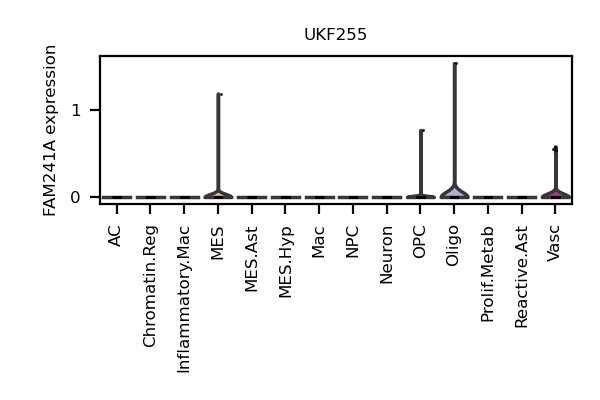 UKF255
FAM241A expression
1
0
AC
Chromatin.Reg
Inflammatory.Mac
MES
MES.Ast
MES.Hyp
Mac
NPC
Neuron
OPC
Oligo
Prolif.Metab
Reactive.Ast
Vasc